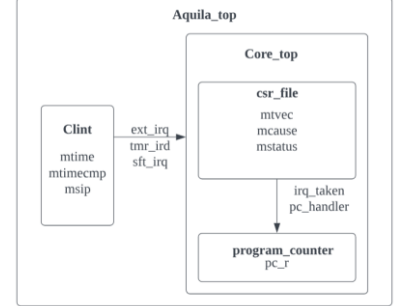 Aquila_top
Core_top
csr_file
mtvec
mcause
mstatus
Clint
mtime
mtimecmp
msip
ext_irq
tmr_ird
sft_irq
irq_taken
pc_handler
program_counter
pc_r